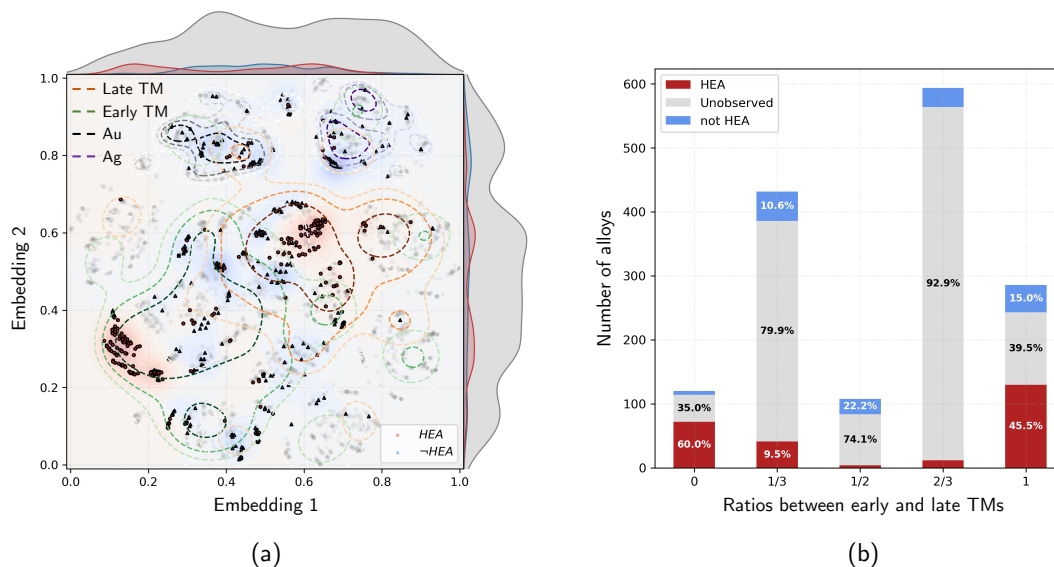 1.0
0.8
0.6
0.4
0.2
0.0
Embedding 2
Late TM
Early TM
Au
Ag
HEA
¬HEA
0.0 0.2 0.4 0.6 0.8 1.0
Embedding 1
(a)
600
500
400
300
200
100
0
Number of alloys
HEA
Unobserved
not HEA
35.0%
60.0%
10.6%
79.9%
9.5%
22.2%
74.1%
92.9%
15.0%
39.5%
45.5%
0 1/3 1/2 2/3 1
Ratios between early and late TMs
(b)